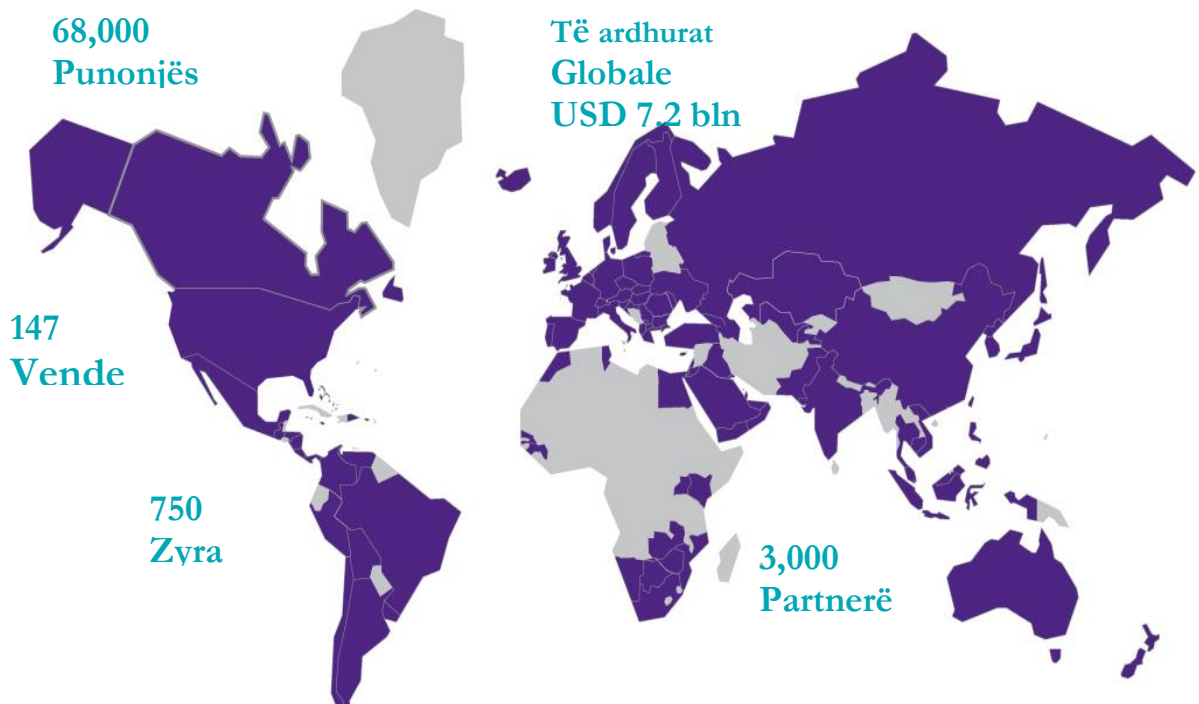 68,000
Punonjës
Të ardhurat
Globale
USD 7.2 bln
147
Vende
750
Zyra
3,000
Partnerë